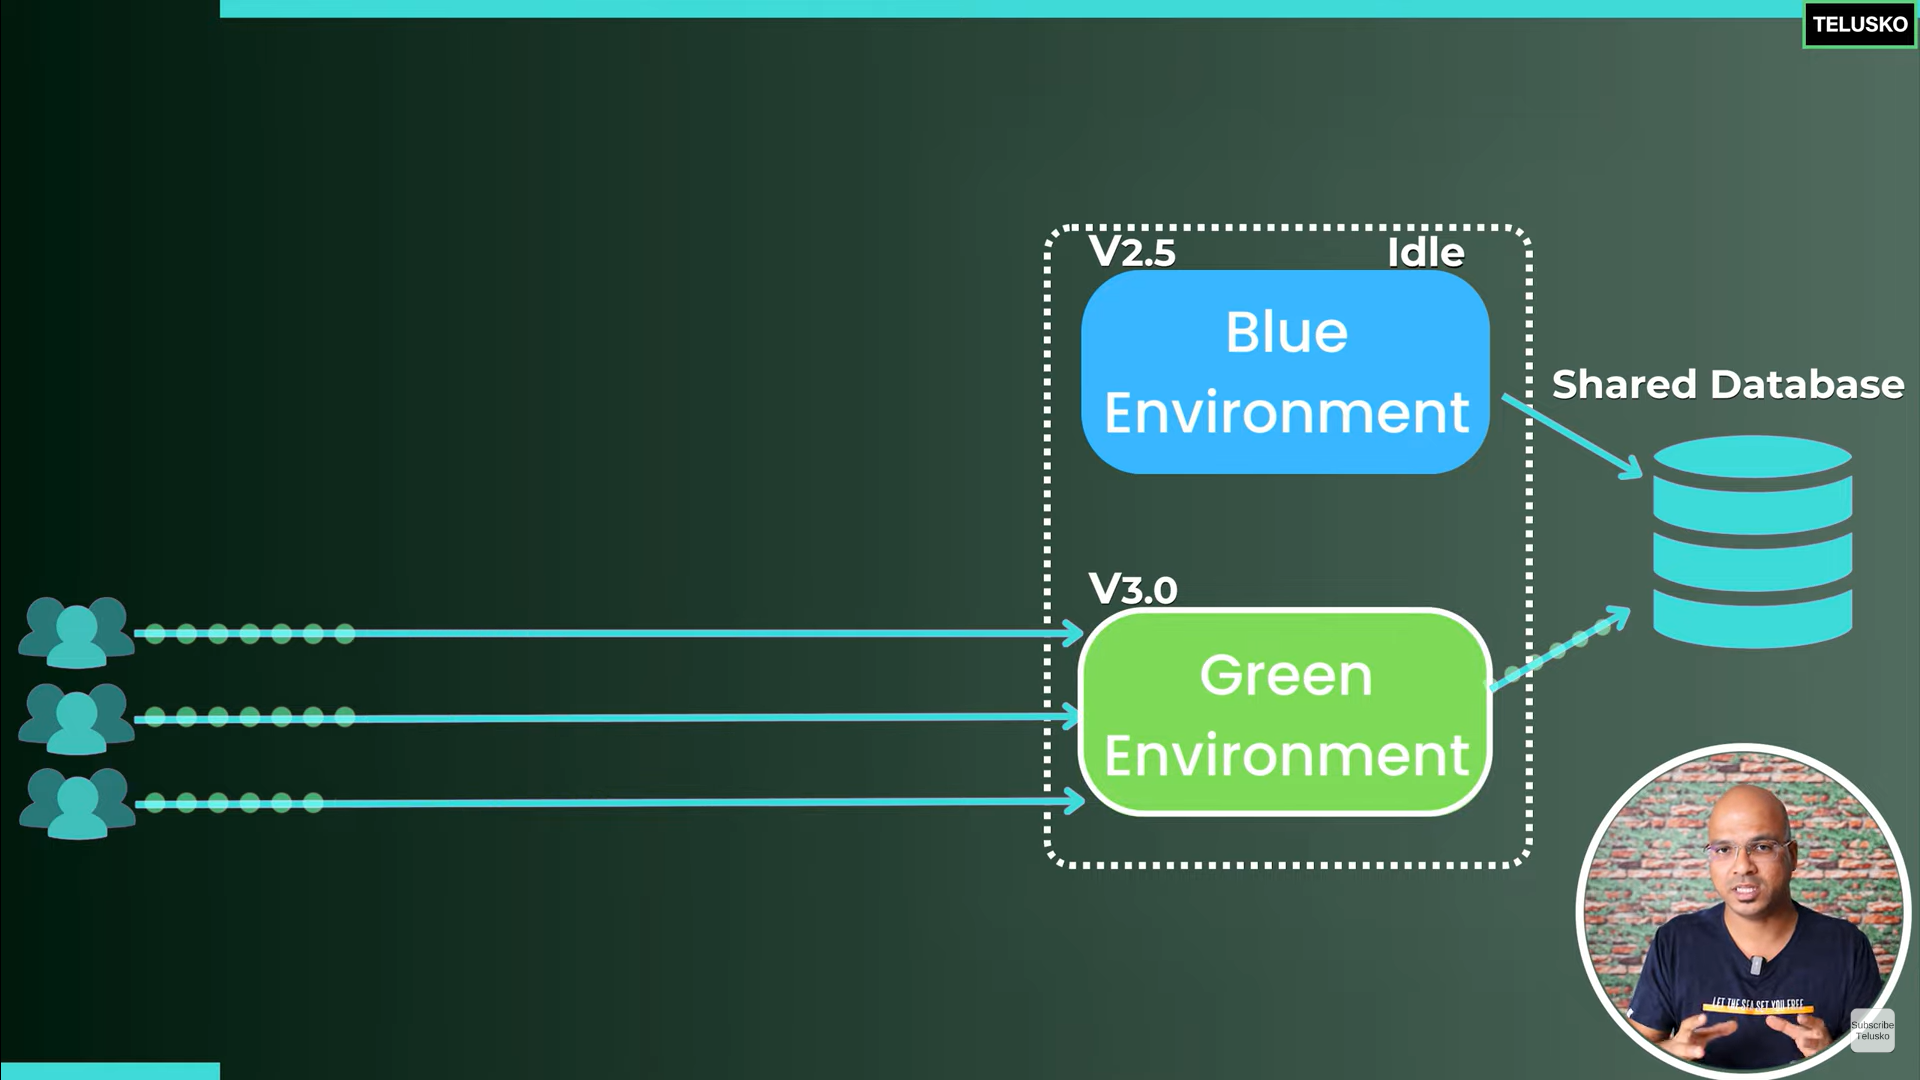 TELUSKO
V2.5
Idle
Blue
Environment
Shared Database
V3.0
Green
Environment
LET THE SEA SET YOU FREE
Subscribe
Telusko